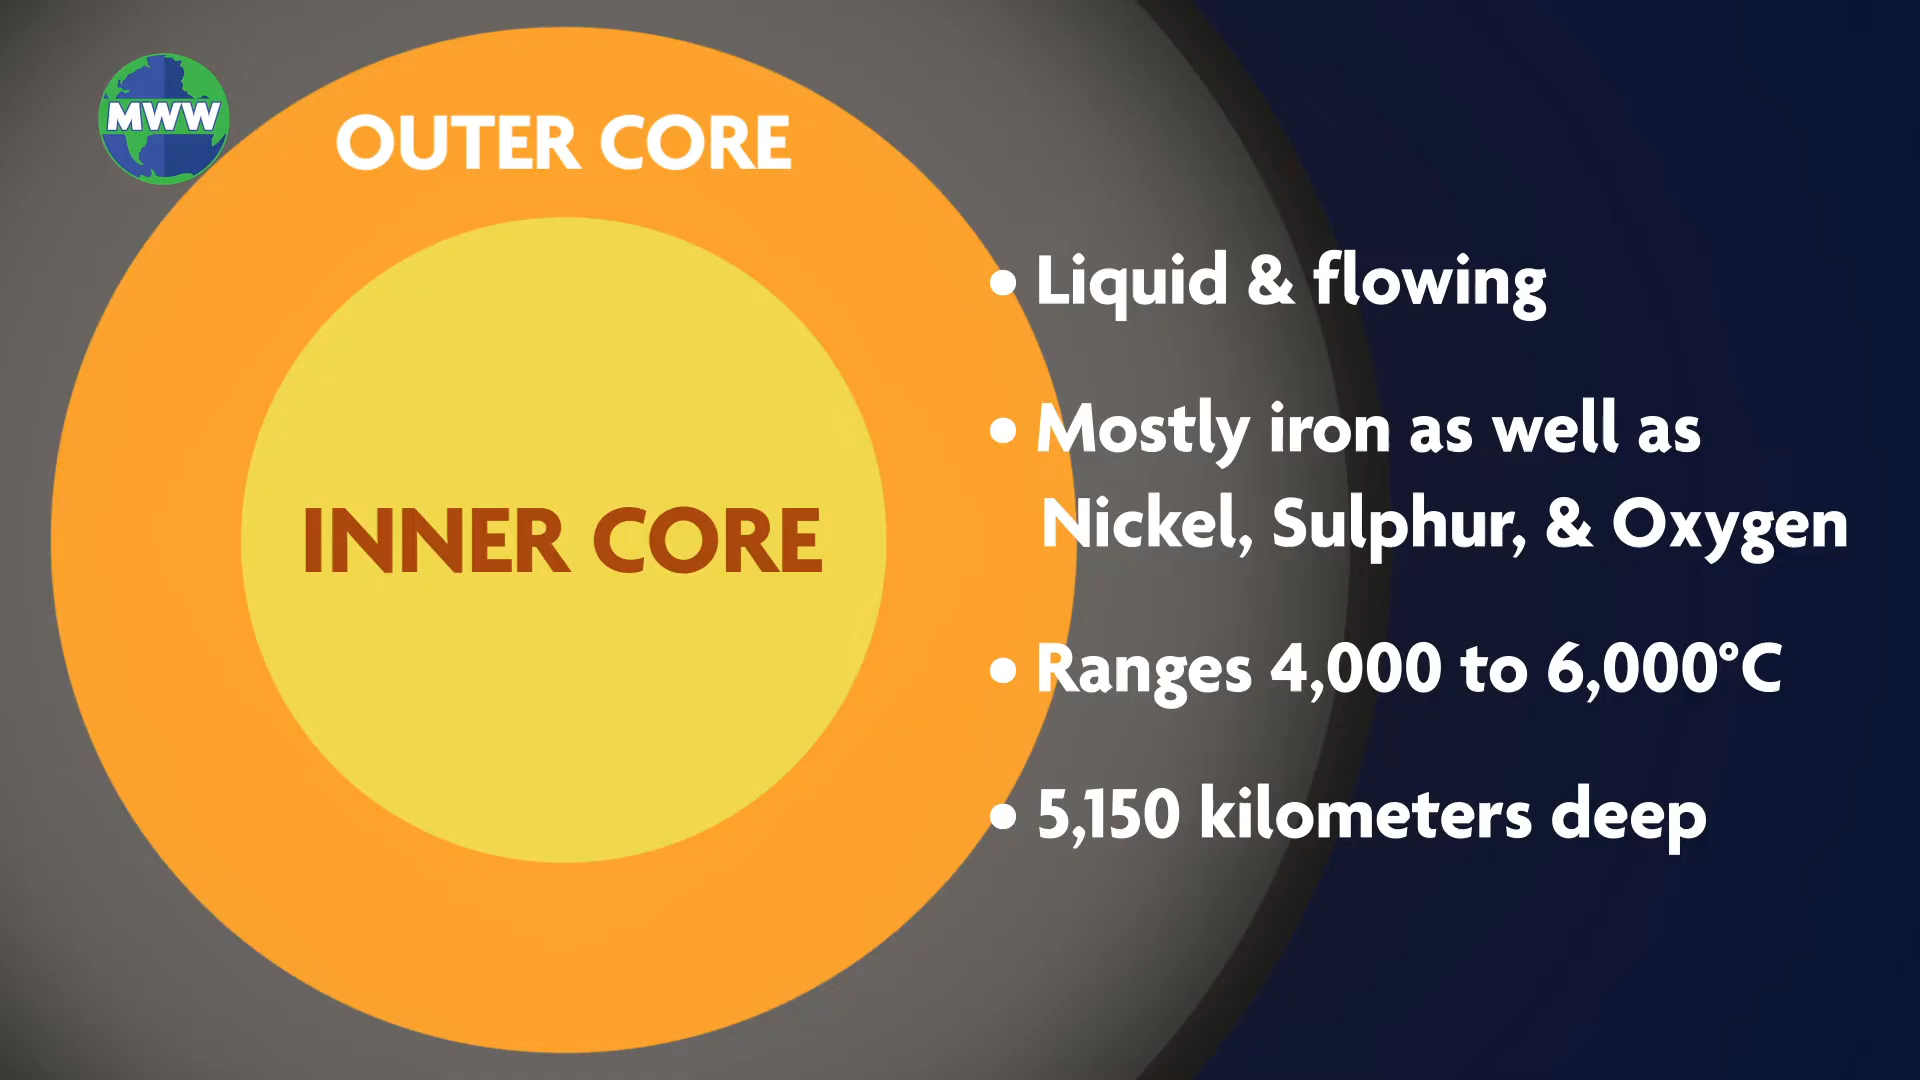 MWW
OUTER CORE
INNER CORE
• Liquid & flowing
• Mostly iron as well as
Nickel, Sulphur, & Oxygen
• Ranges 4,000 to 6,000°C
• 5,150 kilometers deep